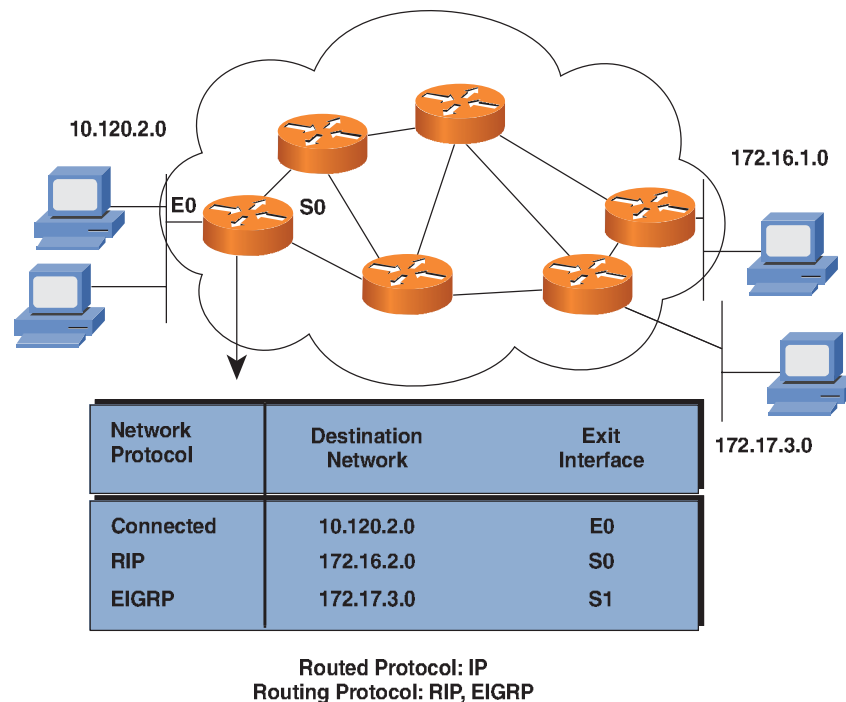 10.120.2.0
172.16.1.0
E0
S0
172.17.3.0
Network
Protocol
Destination
Network
Exit
Interface
Connected 10.120.2.0 E0
RIP 172.16.2.0 S0
EIGRP 172.17.3.0 S1
Routed Protocol: IP
Routing Protocol: RIP, EIGRP